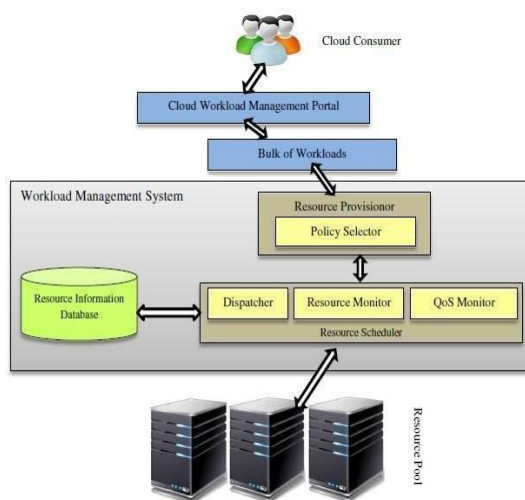 Cloud Consumer
Cloud Workload Management Portal
Bulk of Workloads
Workload Management System
Resource Provisionor
Policy Selector
Resource Information
Database
Dispatcher
Resource Monitor
QoS Monitor
Resource Scheduler
Resource Pool